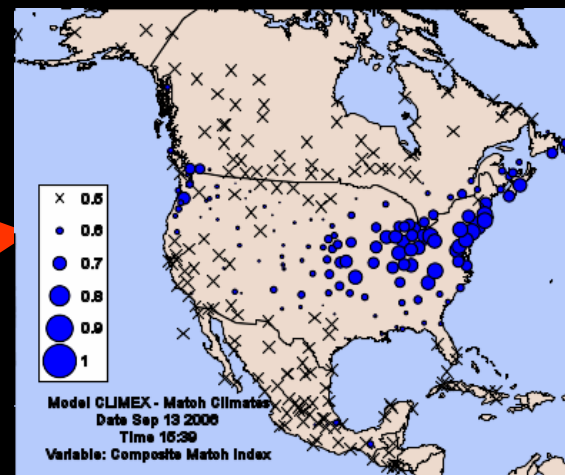 0.5
0.6
0.7
0.8
0.9
1
Model CLIMEX - Match Climates
Date Sep 13 2006
Time 15:39
Variable: Composite Match Index